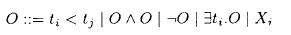 O ::= t_i < t_j | O ∧ O | ¬O | ∃t_i.O | X_i